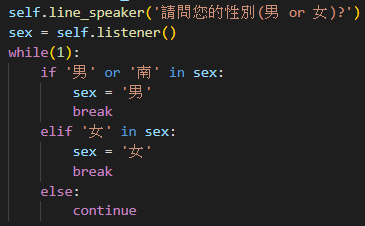 self.line_speaker('請問您的性別(男 or 女)?')
sex = self.listener()
while(1):
    if '男' or '南' in sex:
        sex = '男'
        break
    elif '女' in sex:
        sex = '女'
        break
    else:
        continue